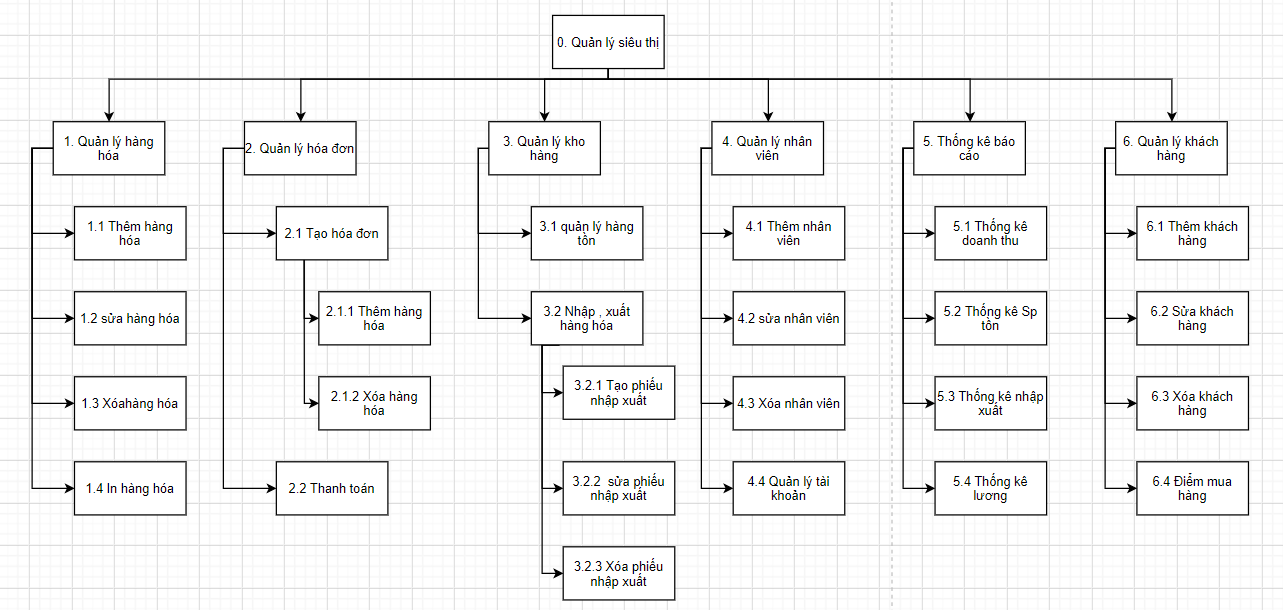 0. Quản lý siêu thị
1. Quản lý hàng
hóa
2. Quản lý hóa đơn
3. Quản lý kho
hàng
4. Quản lý nhân
viên
5. Thống kê báo
cáo
6. Quản lý khách
hàng
1.1 Thêm hàng
hóa
2.1 Tạo hóa đơn
3.1 quản lý hàng
tồn
4.1 Thêm nhân
viên
5.1 Thống kê
doanh thu
6.1 Thêm khách
hàng
1.2 sửa hàng hóa
2.1.1 Thêm hàng
hóa
3.2 Nhập , xuất
hàng hóa
4.2 sửa nhân viên
5.2 Thống kê Sp
tồn
6.2 Sửa khách
hàng
1.3 Xóahàng hóa
2.1.2 Xóa hàng
hóa
3.2.1 Tạo phiếu
nhập xuất
4.3 Xóa nhân viên
5.3 Thống kê nhập
xuất
6.3 Xóa khách
hàng
1.4 In hàng hóa
2.2 Thanh toán
3.2.2 sửa phiếu
nhập xuất
4.4 Quản lý tài
khoản
5.4 Thống kê
lương
6.4 Điểm mua
hàng
3.2.3 Xóa phiếu
nhập xuất